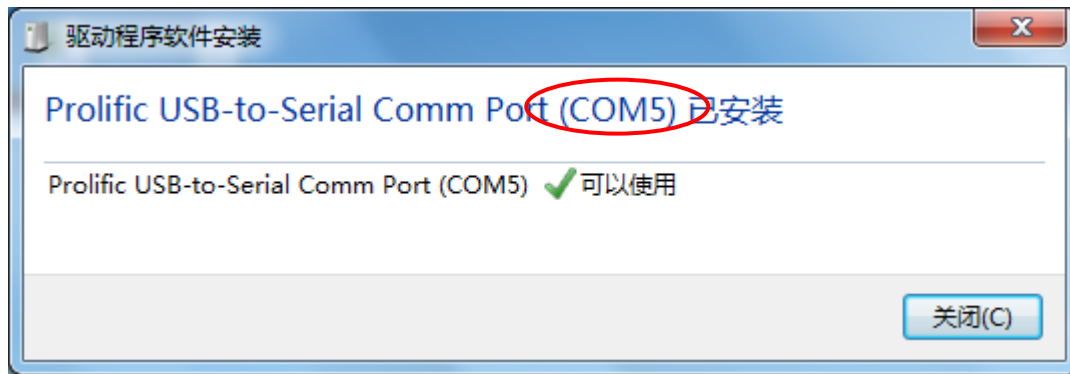 驱动程序软件安装
Prolific USB-to-Serial Comm Port (COM5) 已安装
Prolific USB-to-Serial Comm Port (COM5) 可以使用
关闭(C)